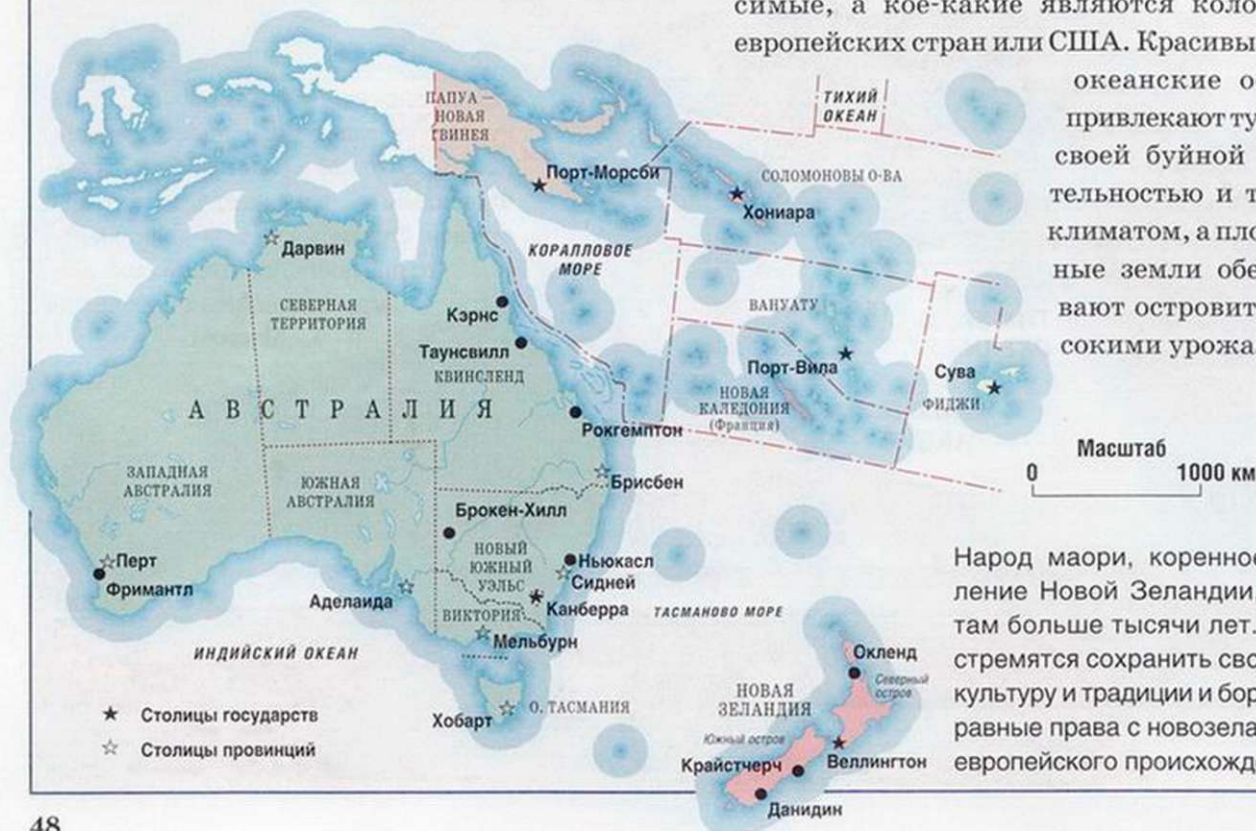 симые, а кое-какие являются коло
европейских стран или США. Красивы
океанские о
привлекают ту
своей буйной
тельностью и т
климатом, а пло
ные земли обе
вают островит
сокими урожа
ПАПУА –
НОВАЯ
ГВИНЕЯ
ТИХИЙ
ОКЕАН
Порт-Морсби
СОЛОМОНОВЫ О-ВА
Хониара
Дарвин
КОРАЛЛОВОЕ
МОРЕ
СЕВЕРНАЯ
ТЕРРИТОРИЯ
Кэрнс
ВАНУАТУ
Таунсвилл
КВИНСЛЕНД
Порт-Вила
Сува
ФИДЖИ
НОВАЯ
КАЛЕДОНИЯ
(Франция)
АВСТРАЛИЯ
Рокгемптон
Масштаб
0 1000 км
ЗАПАДНАЯ
АВСТРАЛИЯ
ЮЖНАЯ
АВСТРАЛИЯ
Брисбен
Брокен-Хилл
НОВЫЙ
ЮЖНЫЙ
УЭЛЬС
Ньюкасл
Сидней
Перт
Фримантл
Аделаида
Канберра
ВИКТОРИЯ
Мельбурн
ТАСМАНОВО МОРЕ
ИНДИЙСКИЙ ОКЕАН
Народ маори, коренное
ление Новой Зеландии,
там больше тысячи лет.
стремятся сохранить сво
культуру и традиции и бор
равные права с новозела
европейского происхожд
Окленд
Северный
остров
НОВАЯ
ЗЕЛАНДИЯ
Южный остров
Крайстчерч
Веллингтон
Данидин
Хобарт
О. ТАСМАНИЯ
Столицы государств
Столицы провинций
48